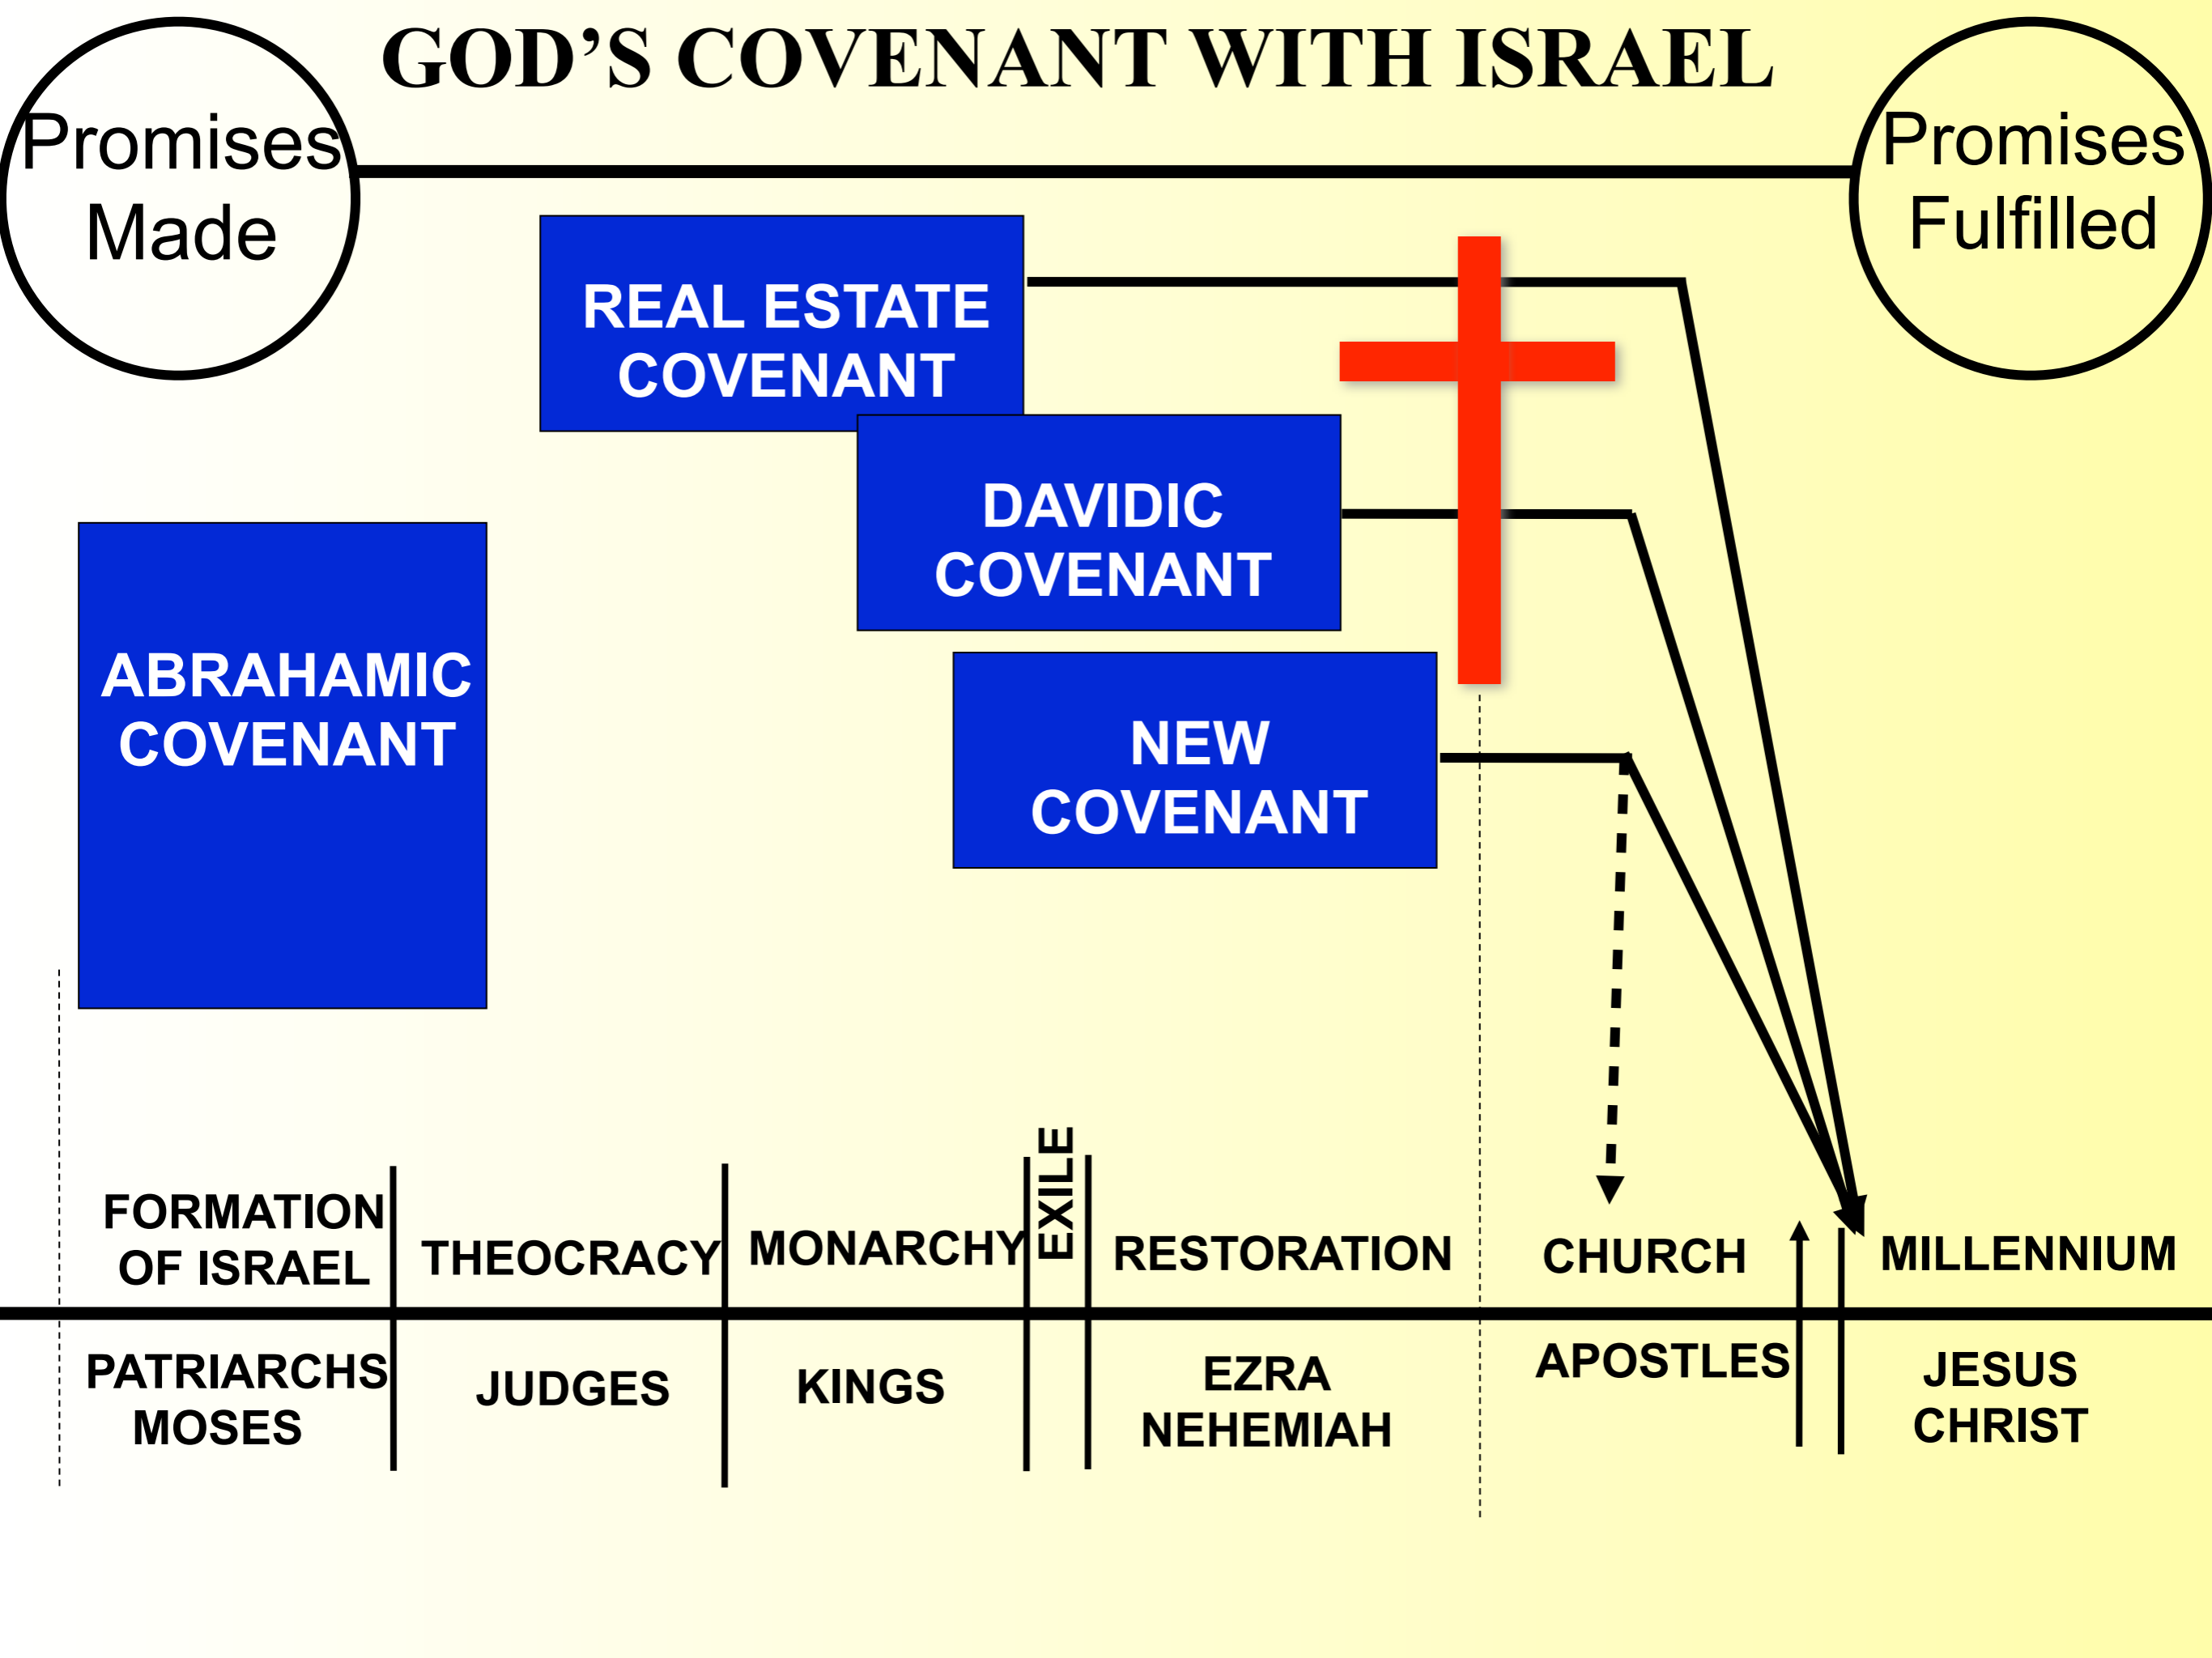 GOD’S COVENANT WITH ISRAEL
Promises
Made
Promises
Fulfilled
REAL ESTATE
COVENANT
DAVIDIC
COVENANT
ABRAHAMIC
COVENANT
NEW
COVENANT
FORMATION
OF ISRAEL
THEOCRACY
MONARCHY
EXILE
RESTORATION
CHURCH
MILLENNIUM
PATRIARCHS
MOSES
JUDGES
KINGS
EZRA
NEHEMIAH
APOSTLES
JESUS
CHRIST